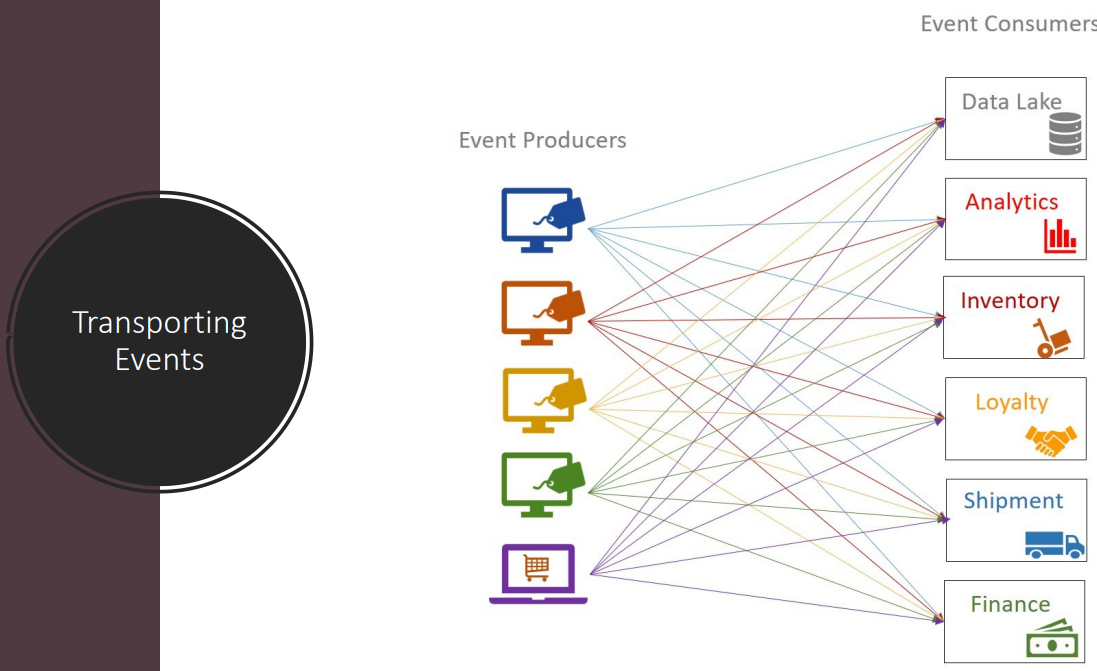 Transporting
Events
Event Producers
Event Consumers
Data Lake
Analytics
Inventory
Loyalty
Shipment
Finance